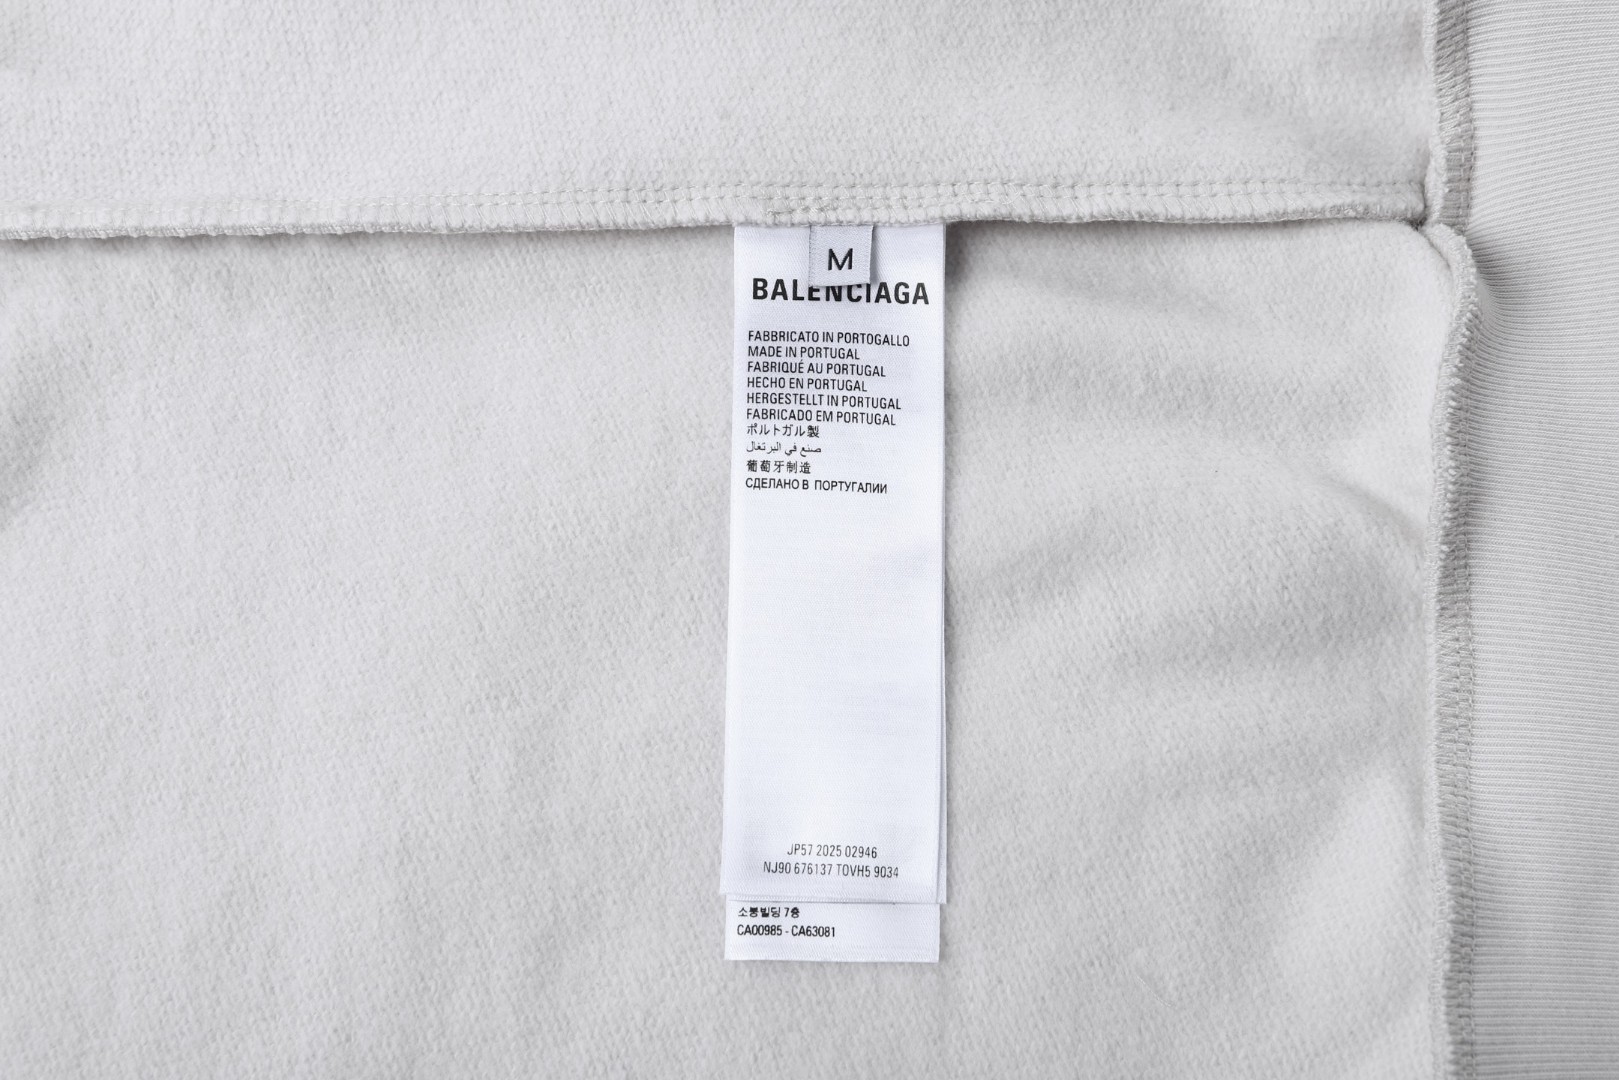 M
BALENCIAGA
FABBRICATO IN PORTOGALLO
MADE IN PORTUGAL
FABRIQUÉ AU PORTUGAL
HECHO EN PORTUGAL
HERGESTELLT IN PORTUGAL
FABRICADO EM PORTUGAL
ポルトガル製
صنع في البرتغال
葡萄牙制造
СДЕЛАНО В ПОРТУГАЛИИ
JP57 2025 02946
NJ90 676137 TOVH5 9034
소봉빌딩 7층
CA00985 - CA63081